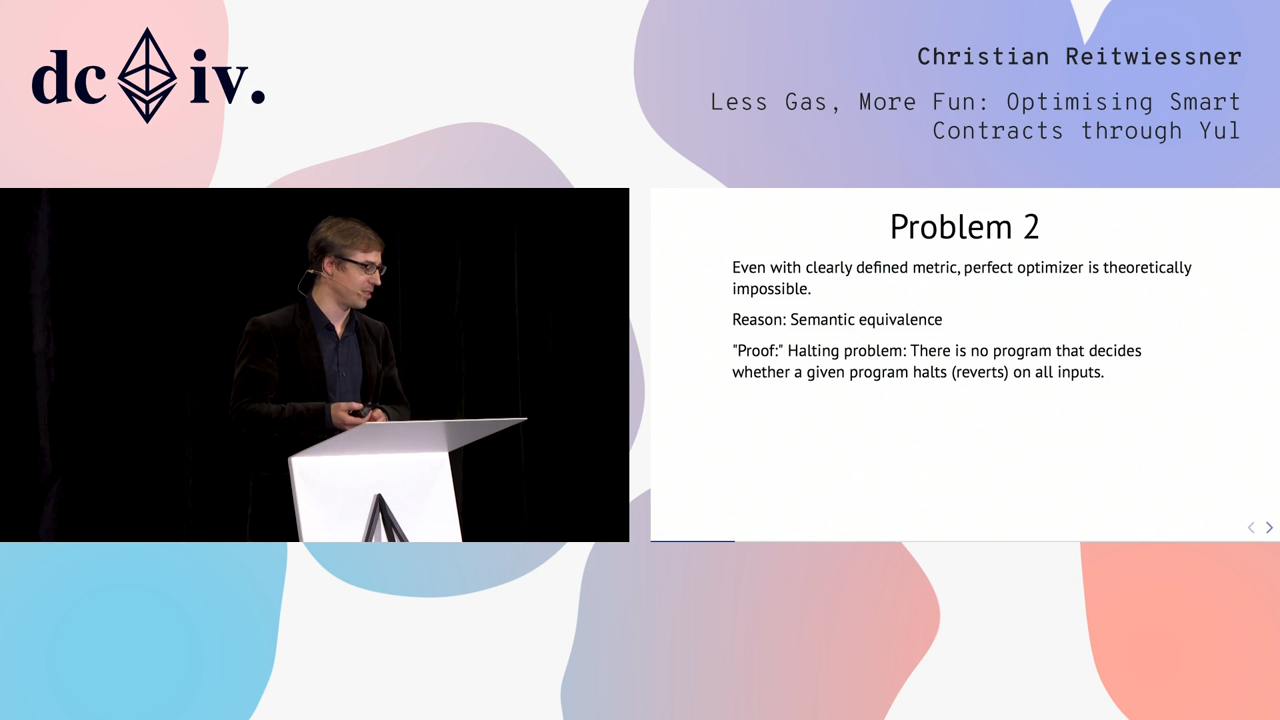 dc iv.
Christian Reitwiessner
Less Gas, More Fun: Optimising Smart
Contracts through Yul
Problem 2
Even with clearly defined metric, perfect optimizer is theoretically
impossible.
Reason: Semantic equivalence
"Proof:" Halting problem: There is no program that decides
whether a given program halts (reverts) on all inputs.